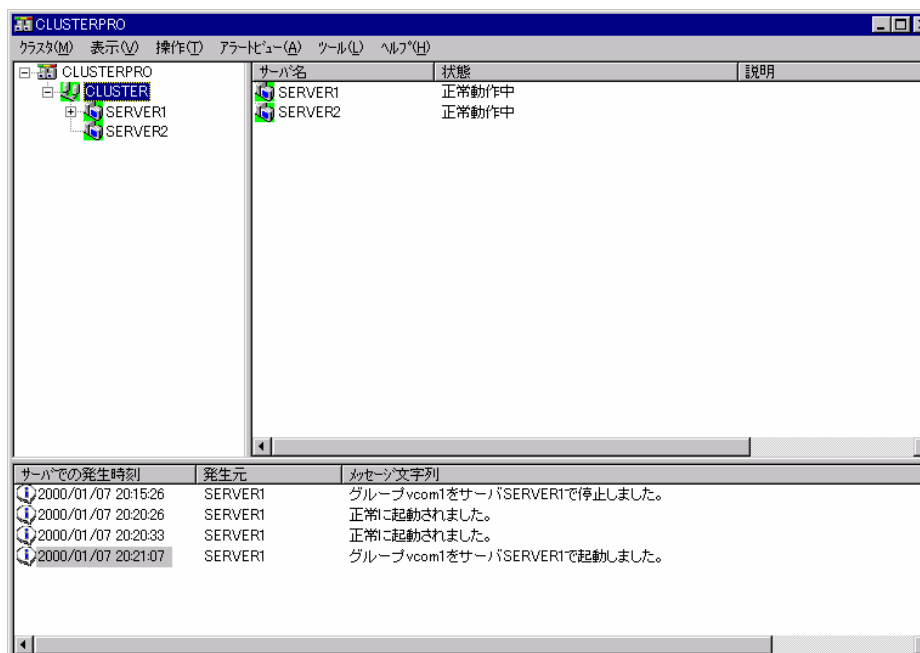 CLUSTERPRO
クラスタ(M) 表示(V) 操作(T) アラートビュー(A) ツール(L) ヘルプ(H)
CLUSTERPRO
CLUSTER
SERVER1
SERVER2
サーバ名 状態 説明
SERVER1 正常動作中
SERVER2 正常動作中
サーバでの発生時刻 発生元 メッセージ文字列
2000/01/07 20:15:26 SERVER1 グループvcom1をサーバSERVER1で停止しました。
2000/01/07 20:20:26 SERVER1 正常に起動されました。
2000/01/07 20:20:33 SERVER1 正常に起動されました。
2000/01/07 20:21:07 SERVER1 グループvcom1をサーバSERVER1で起動しました。